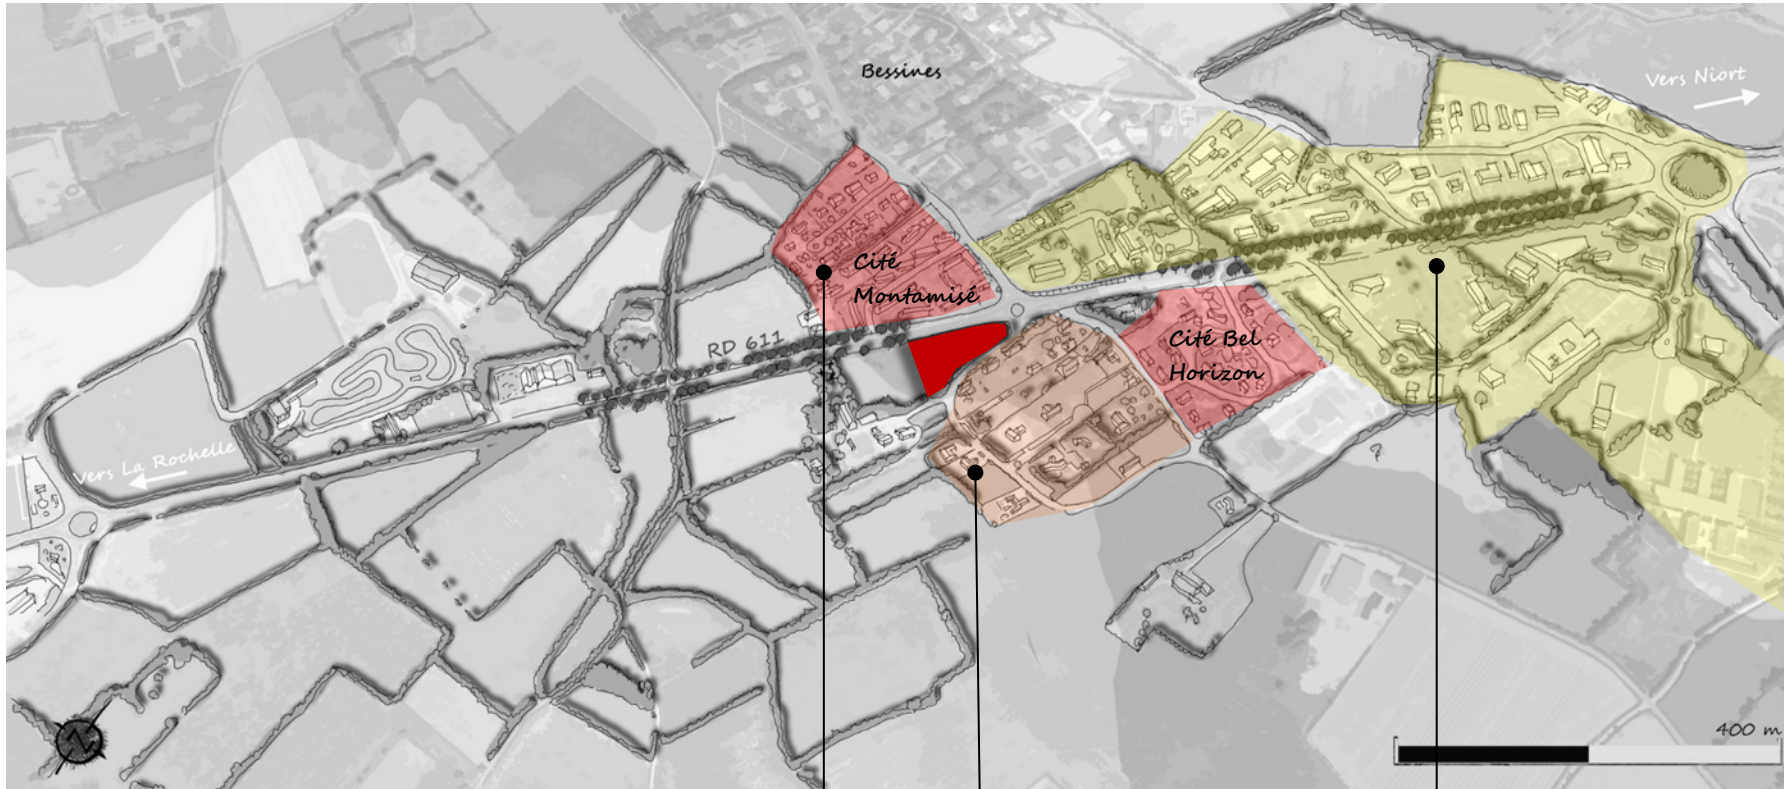 Bessines
Vers Niort
Cité
Montamisé
RD 611
Cité Bel
Horizon
Vers La Rochelle
?
N
400 m